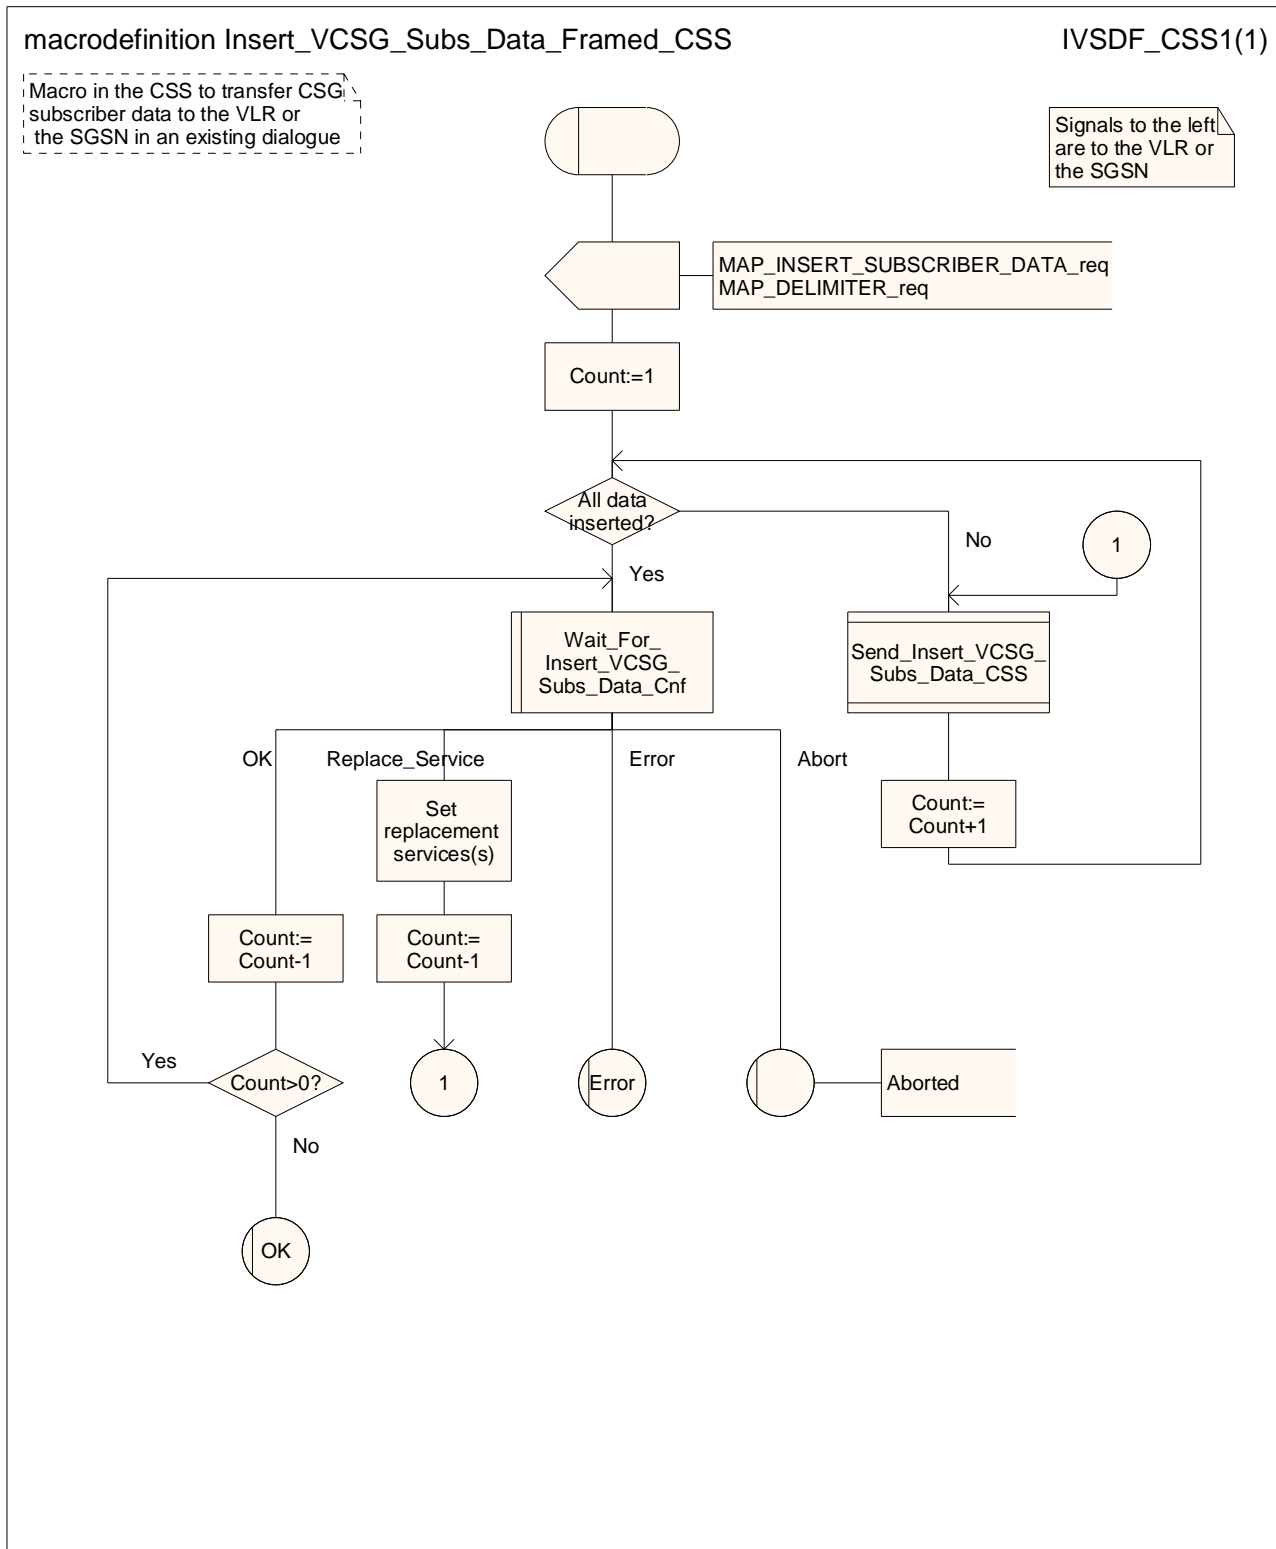 macrodefinition Insert_VCSG_Subs_Data_Framed_CSS
IVSDF_CSS1(1)
Macro in the CSS to transfer CSG
subscriber data to the VLR or
the SGSN in an existing dialogue
Signals to the left
are to the VLR or
the SGSN
MAP_INSERT_SUBSCRIBER_DATA_req
MAP_DELIMITER_req
Count:=1
All data
inserted?
No
1
Yes
Wait_For_
Insert_VCSG_
Subs_Data_Cnf
Send_Insert_VCSG_
Subs_Data_CSS
OK
Replace_Service
Error
Abort
Set
replacement
services(s)
Count:=
Count+1
Count:=
Count-1
Count:=
Count-1
Yes
Count>0?
1
Error
Aborted
No
OK